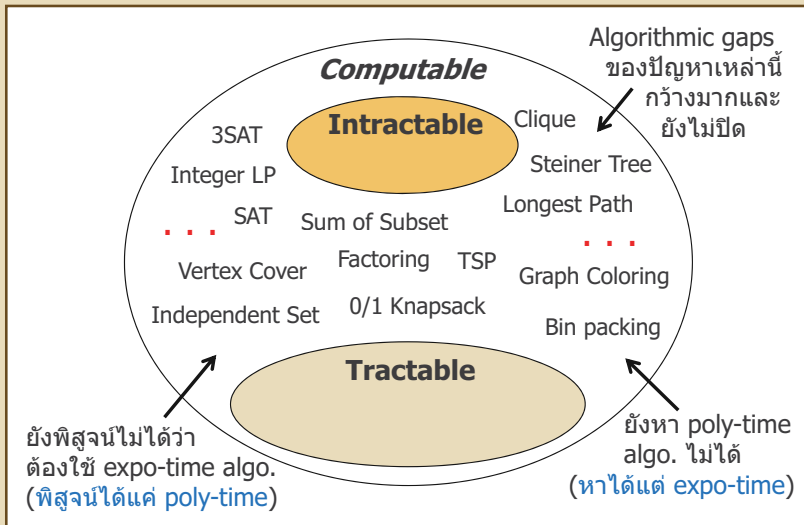 Computable
Intractable
Algorithmic gaps
ของปัญหาเหล่านี้
กว้างมากและ
ยังไม่ปิด
3SAT
Clique
Integer LP
Steiner Tree
SAT
Sum of Subset
Longest Path
. . .
. . .
Vertex Cover
Factoring
TSP
Graph Coloring
Independent Set
0/1 Knapsack
Bin packing
Tractable
ยังพิสูจน์ไม่ได้ว่า
ต้องใช้ expo-time algo.
(พิสูจน์ได้แค่ poly-time)
ยังหา poly-time
algo. ไม่ได้
(หาได้แต่ expo-time)